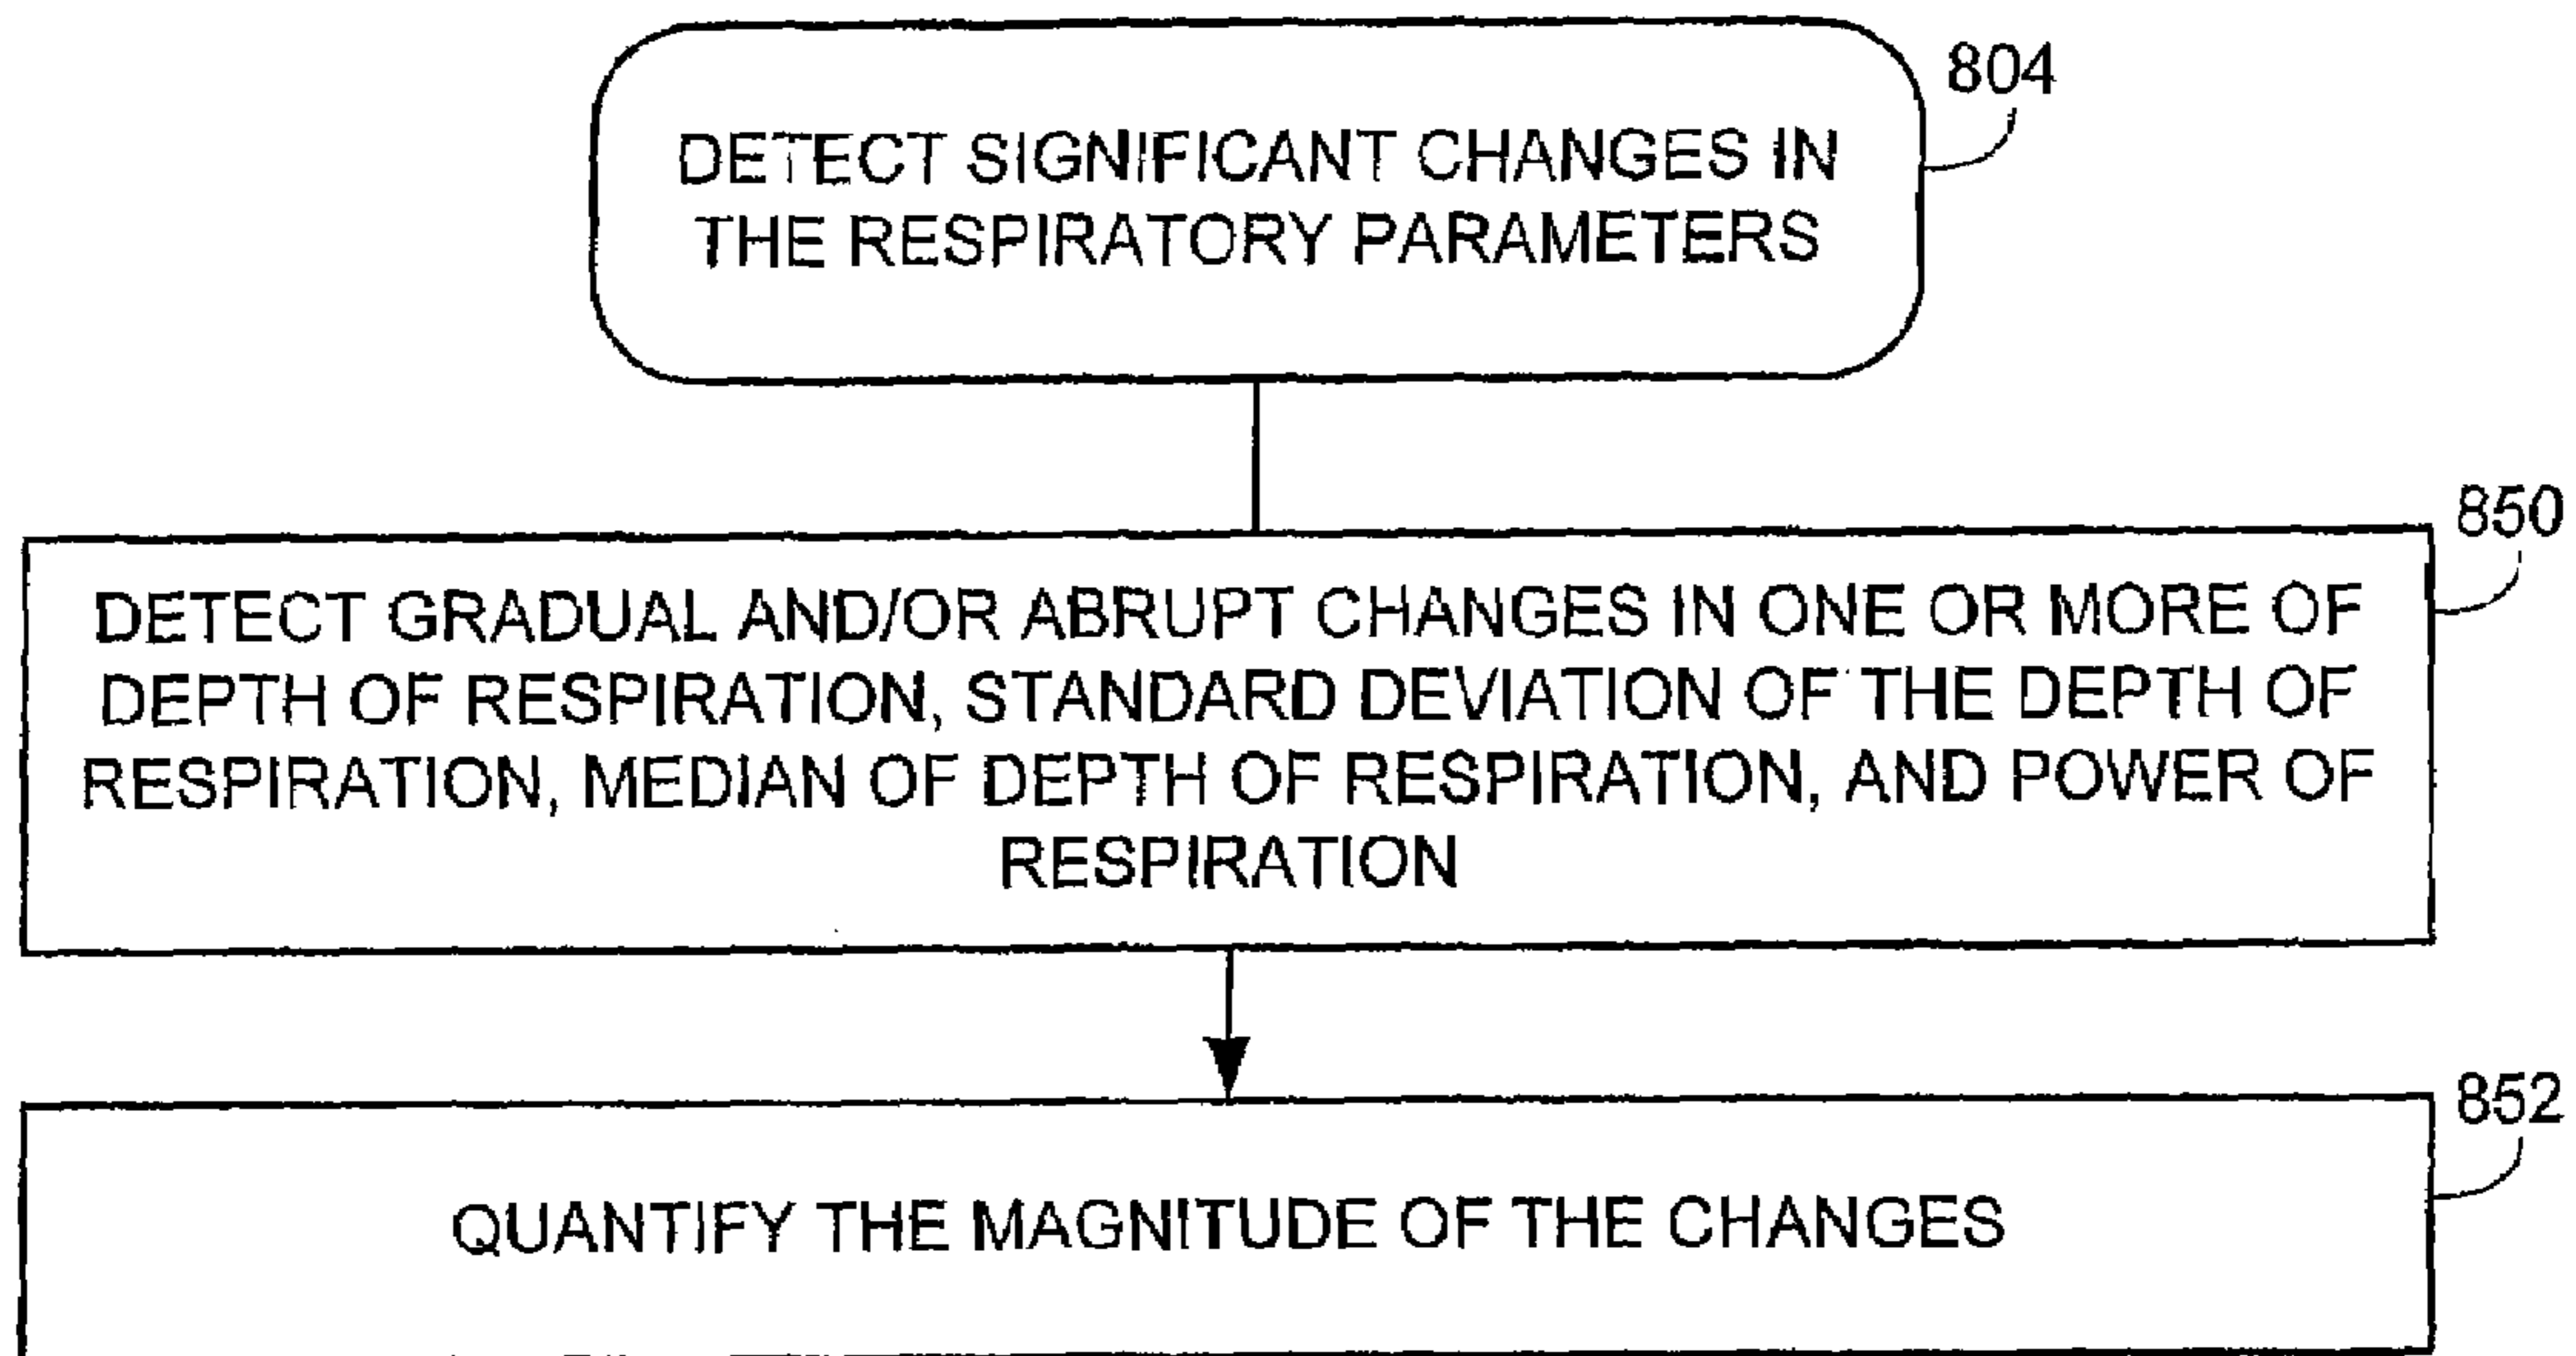 804
DETECT SIGNIFICANT CHANGES IN
THE RESPIRATORY PARAMETERS
850
DETECT GRADUAL AND/OR ABRUPT CHANGES IN ONE OR MORE OF
DEPTH OF RESPIRATION, STANDARD DEVIATION OF THE DEPTH OF
RESPIRATION, MEDIAN OF DEPTH OF RESPIRATION, AND POWER OF
RESPIRATION
852
QUANTIFY THE MAGNITUDE OF THE CHANGES